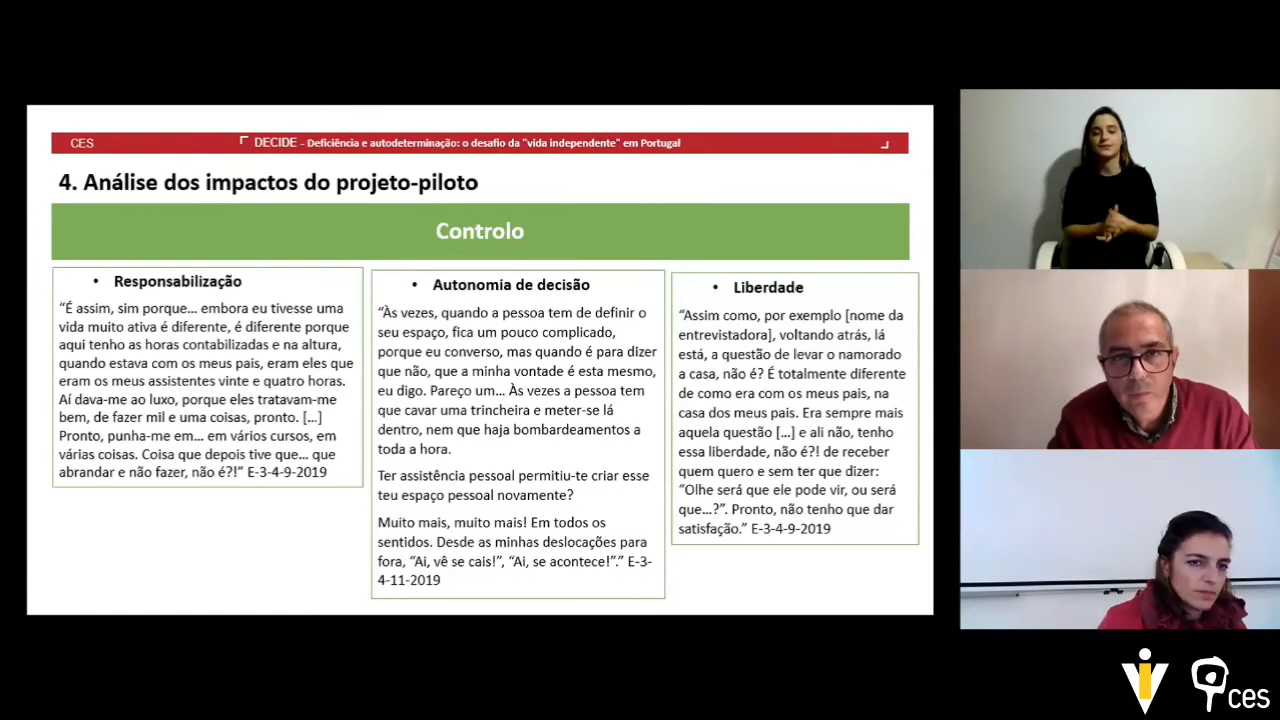 CES
DECIDE - Deficiência e autodeterminação: o desafio da "vida independente" em Portugal
4. Análise dos impactos do projeto-piloto
Controlo
• Responsabilização
“É assim, sim porque... embora eu tivesse uma
vida muito ativa é diferente, é diferente porque
aqui tenho as horas contabilizadas e na altura,
quando estava com os meus pais, eram eles que
eram os meus assistentes vinte e quatro horas.
Aí dava-me ao luxo, porque eles tratavam-me
bem, de fazer mil e uma coisas, pronto. [...]
Pronto, punha-me em... em vários cursos, em
várias coisas. Coisa que depois tive que... que
abrandar e não fazer, não é?!” E-3-4-9-2019
• Autonomia de decisão
“Às vezes, quando a pessoa tem de definir o
seu espaço, fica um pouco complicado,
porque eu converso, mas quando é para dizer
que não, que a minha vontade é esta mesmo,
eu digo. Pareço um... Às vezes a pessoa tem
que cavar uma trincheira e meter-se lá
dentro, nem que haja bombardeamentos a
toda a hora.
Ter assistência pessoal permitiu-te criar esse
teu espaço pessoal novamente?
Muito mais, muito mais! Em todos os
sentidos. Desde as minhas deslocações para
fora, “Ai, vê se cais!”, “Ai, se acontece!”.” E-3-
4-11-2019
• Liberdade
“Assim como, por exemplo [nome da
entrevistadora], voltando atrás, lá
está, a questão de levar o namorado
a casa, não é? É totalmente diferente
de como era com os meus pais, na
casa dos meus pais. Era sempre mais
aquela questão [...] e ali não, tenho
essa liberdade, não é?! de receber
quem quero e sem ter que dizer:
“Olhe será que ele pode vir, ou será
que...?”. Pronto, não tenho que dar
satisfação.” E-3-4-9-2019
ces